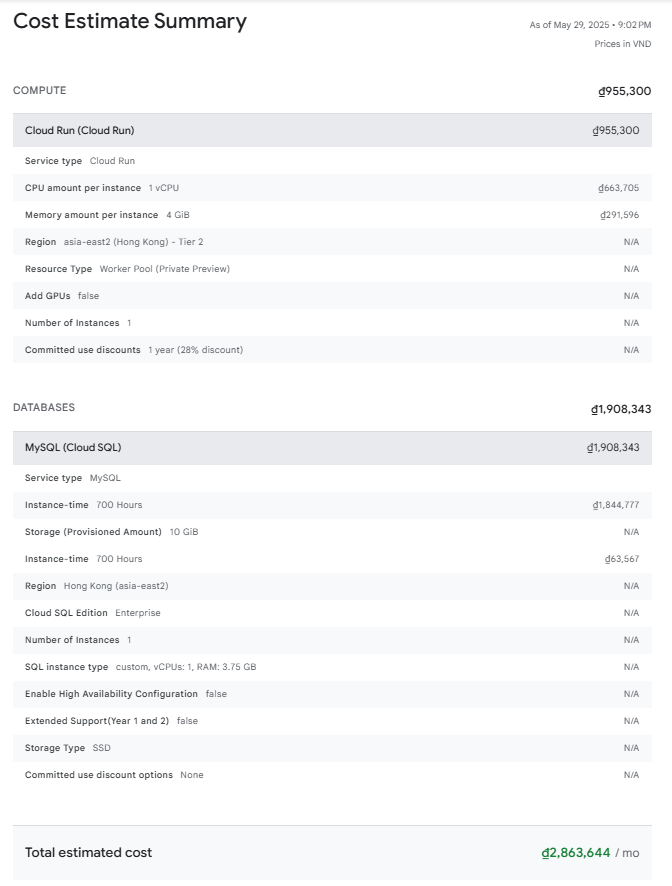 Cost Estimate Summary
As of May 29, 2025 • 9:02 PM
Prices in VND
COMPUTE ₫955,300
Cloud Run (Cloud Run) ₫955,300
Service type Cloud Run
CPU amount per instance 1 vCPU ₫663,705
Memory amount per instance 4 GiB ₫291,596
Region asia-east2 (Hong Kong) - Tier 2 N/A
Resource Type Worker Pool (Private Preview) N/A
Add GPUs false N/A
Number of Instances 1 N/A
Committed use discounts 1 year (28% discount) N/A
DATABASES ₫1,908,343
MySQL (Cloud SQL) ₫1,908,343
Service type MySQL
Instance-time 700 Hours ₫1,844,777
Storage (Provisioned Amount) 10 GiB N/A
Instance-time 700 Hours ₫63,567
Region Hong Kong (asia-east2) N/A
Cloud SQL Edition Enterprise N/A
Number of Instances 1 N/A
SQL instance type custom, vCPUs: 1, RAM: 3.75 GB N/A
Enable High Availability Configuration false N/A
Extended Support(Year 1 and 2) false N/A
Storage Type SSD N/A
Committed use discount options None N/A
Total estimated cost ₫2,863,644 / mo